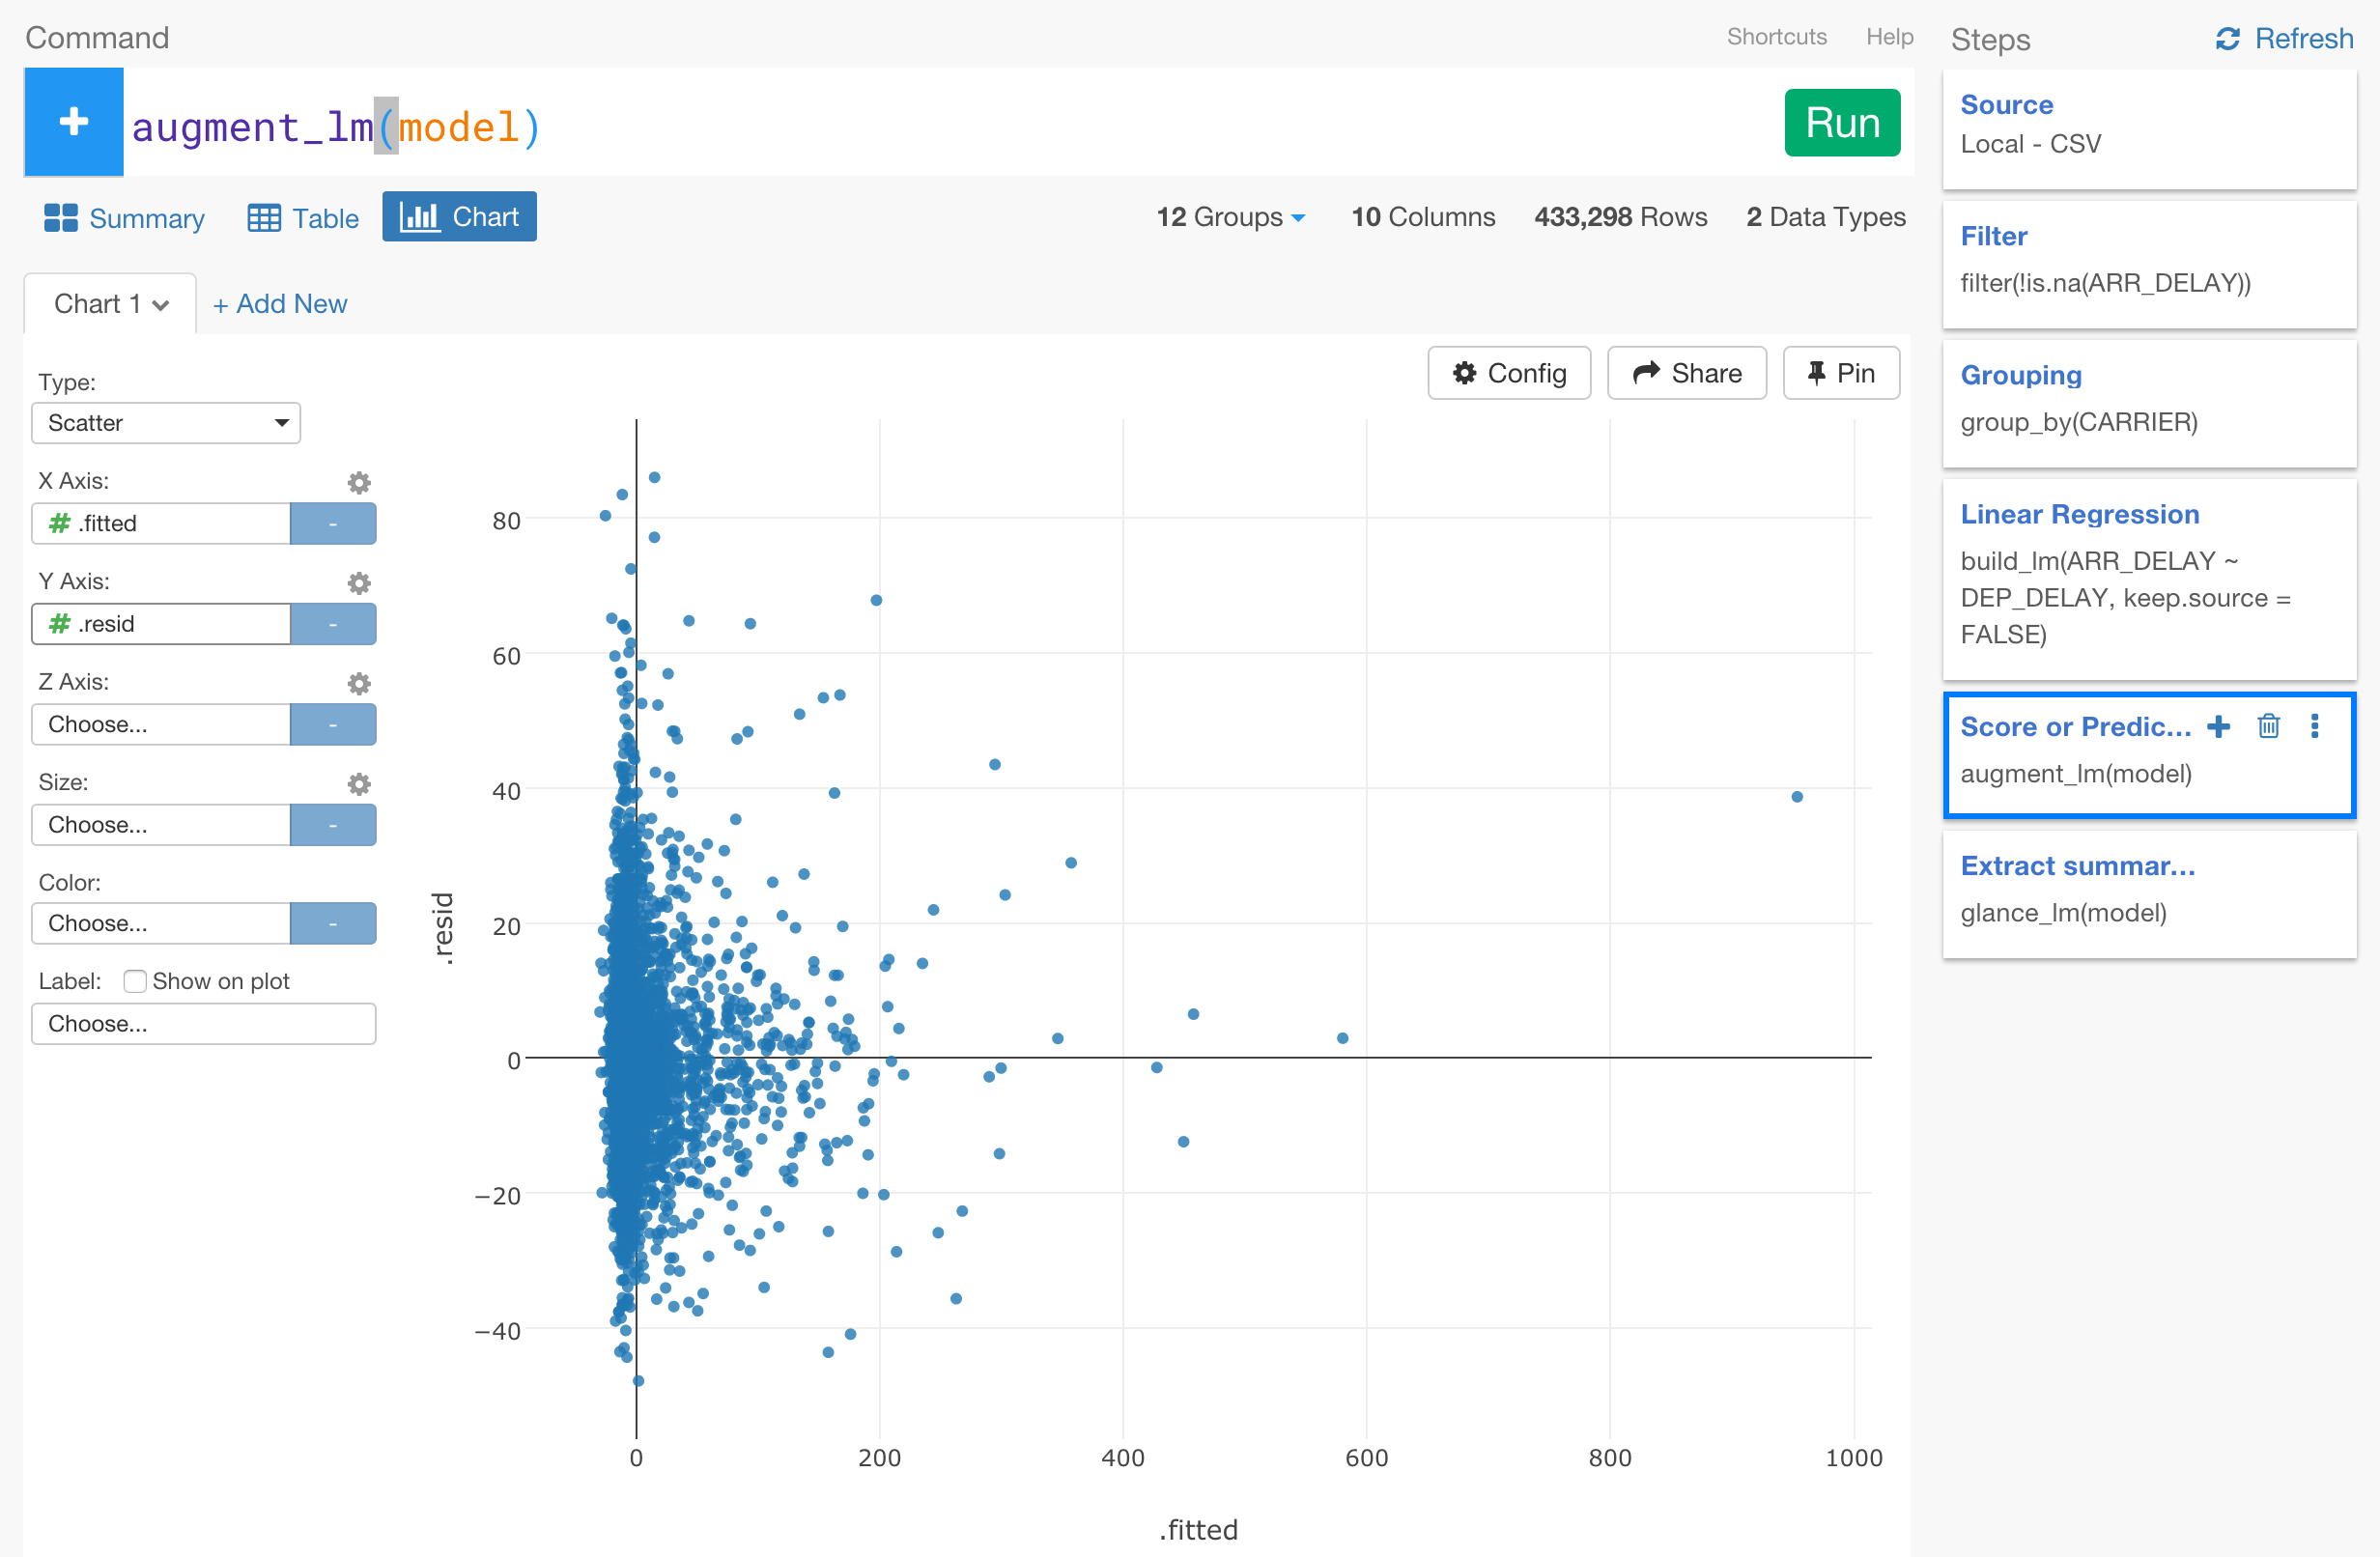 Command
Shortcuts Help
augment_lm(model)
Run
Summary Table Chart
12 Groups 10 Columns 433,298 Rows 2 Data Types
Chart 1 + Add New
Config Share Pin
Type:
Scatter
X Axis:
# .fitted -
Y Axis:
# .resid -
Z Axis:
Choose... -
Size:
Choose... -
Color:
Choose... -
Label: Show on plot
Choose...
.resid
80
60
40
20
0
−20
−40
0 200 400 600 800 1000
.fitted
Steps Refresh
Source
Local - CSV
Filter
filter(!is.na(ARR_DELAY))
Grouping
group_by(CARRIER)
Linear Regression
build_lm(ARR_DELAY ~
DEP_DELAY, keep.source =
FALSE)
Score or Predic...
augment_lm(model)
Extract summar...
glance_lm(model)